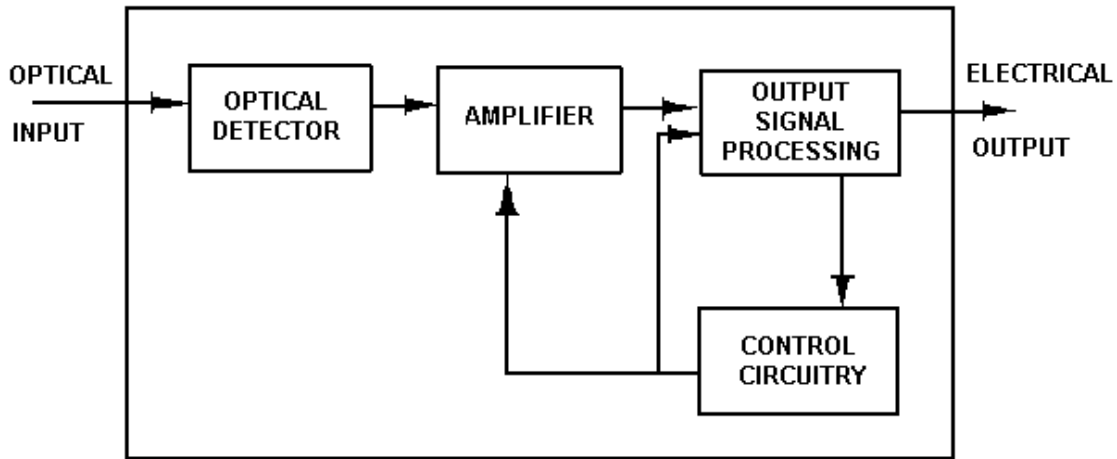 OPTICAL
INPUT
OPTICAL
DETECTOR
AMPLIFIER
OUTPUT
SIGNAL
PROCESSING
ELECTRICAL
OUTPUT
CONTROL
CIRCUITRY